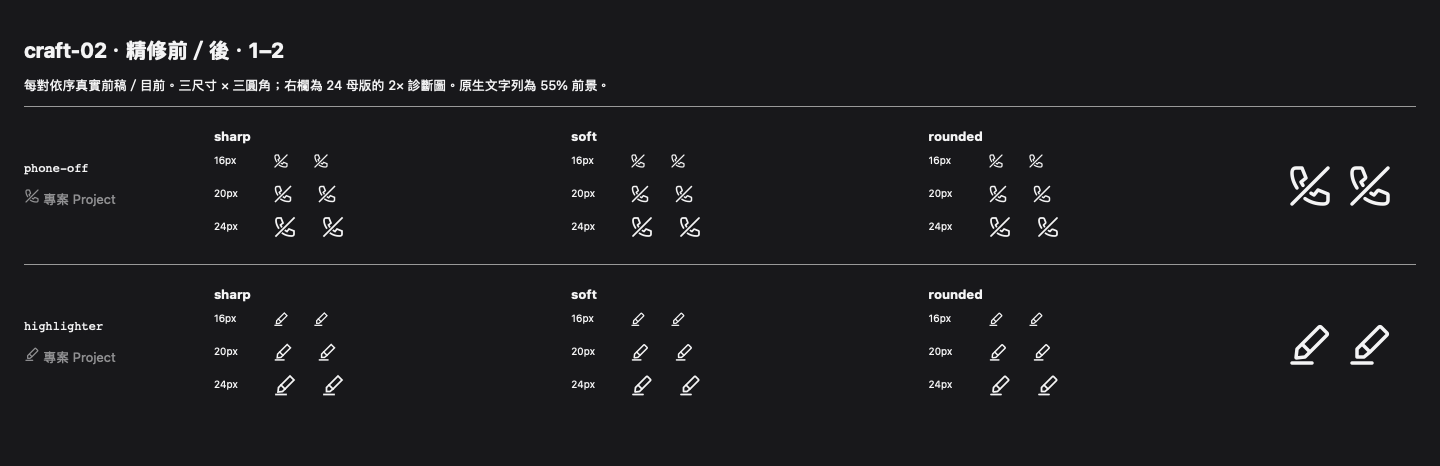 craft-02 · 精修前 / 後 · 1–2
每對依序真實前稿 / 目前。三尺寸 × 三圓角；右欄為 24 母版的 2× 診斷圖。原生文字列為 55% 前景。
phone-off
專案 Project
sharp
16px
20px
24px
soft
16px
20px
24px
rounded
16px
20px
24px
highlighter
專案 Project
sharp
16px
20px
24px
soft
16px
20px
24px
rounded
16px
20px
24px